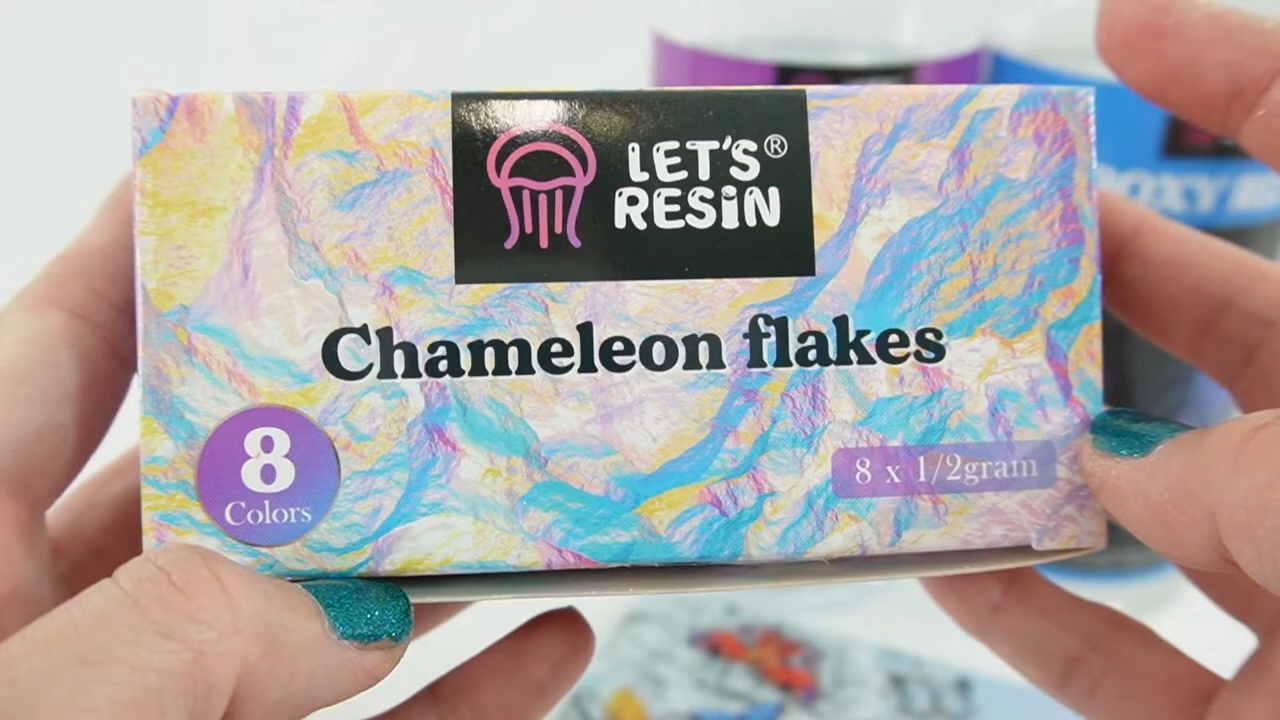 LET'S®
RESIN
Chameleon flakes
8
Colors
8 x 1/2gram